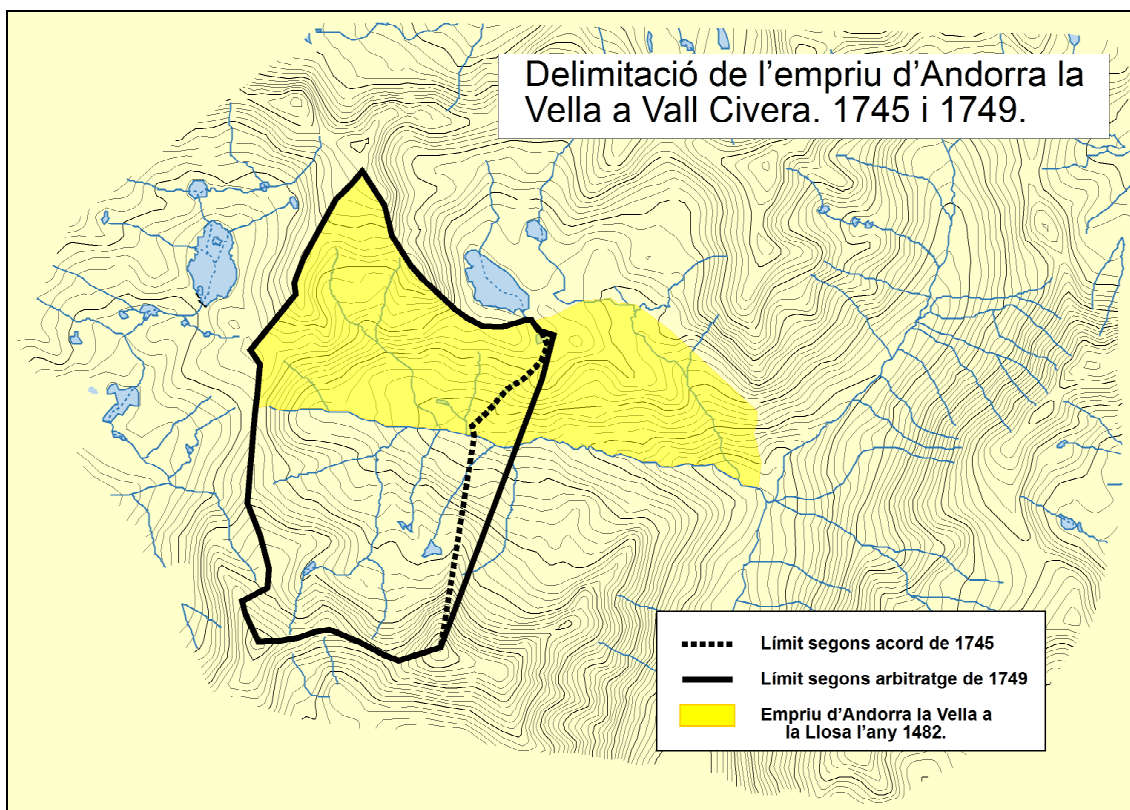 Delimitació de l’empriu d’Andorra la
Vella a Vall Civera. 1745 i 1749.
Límit segons acord de 1745
Límit segons arbitratge de 1749
Empriu d’Andorra la Vella a
la Llosa l’any 1482.